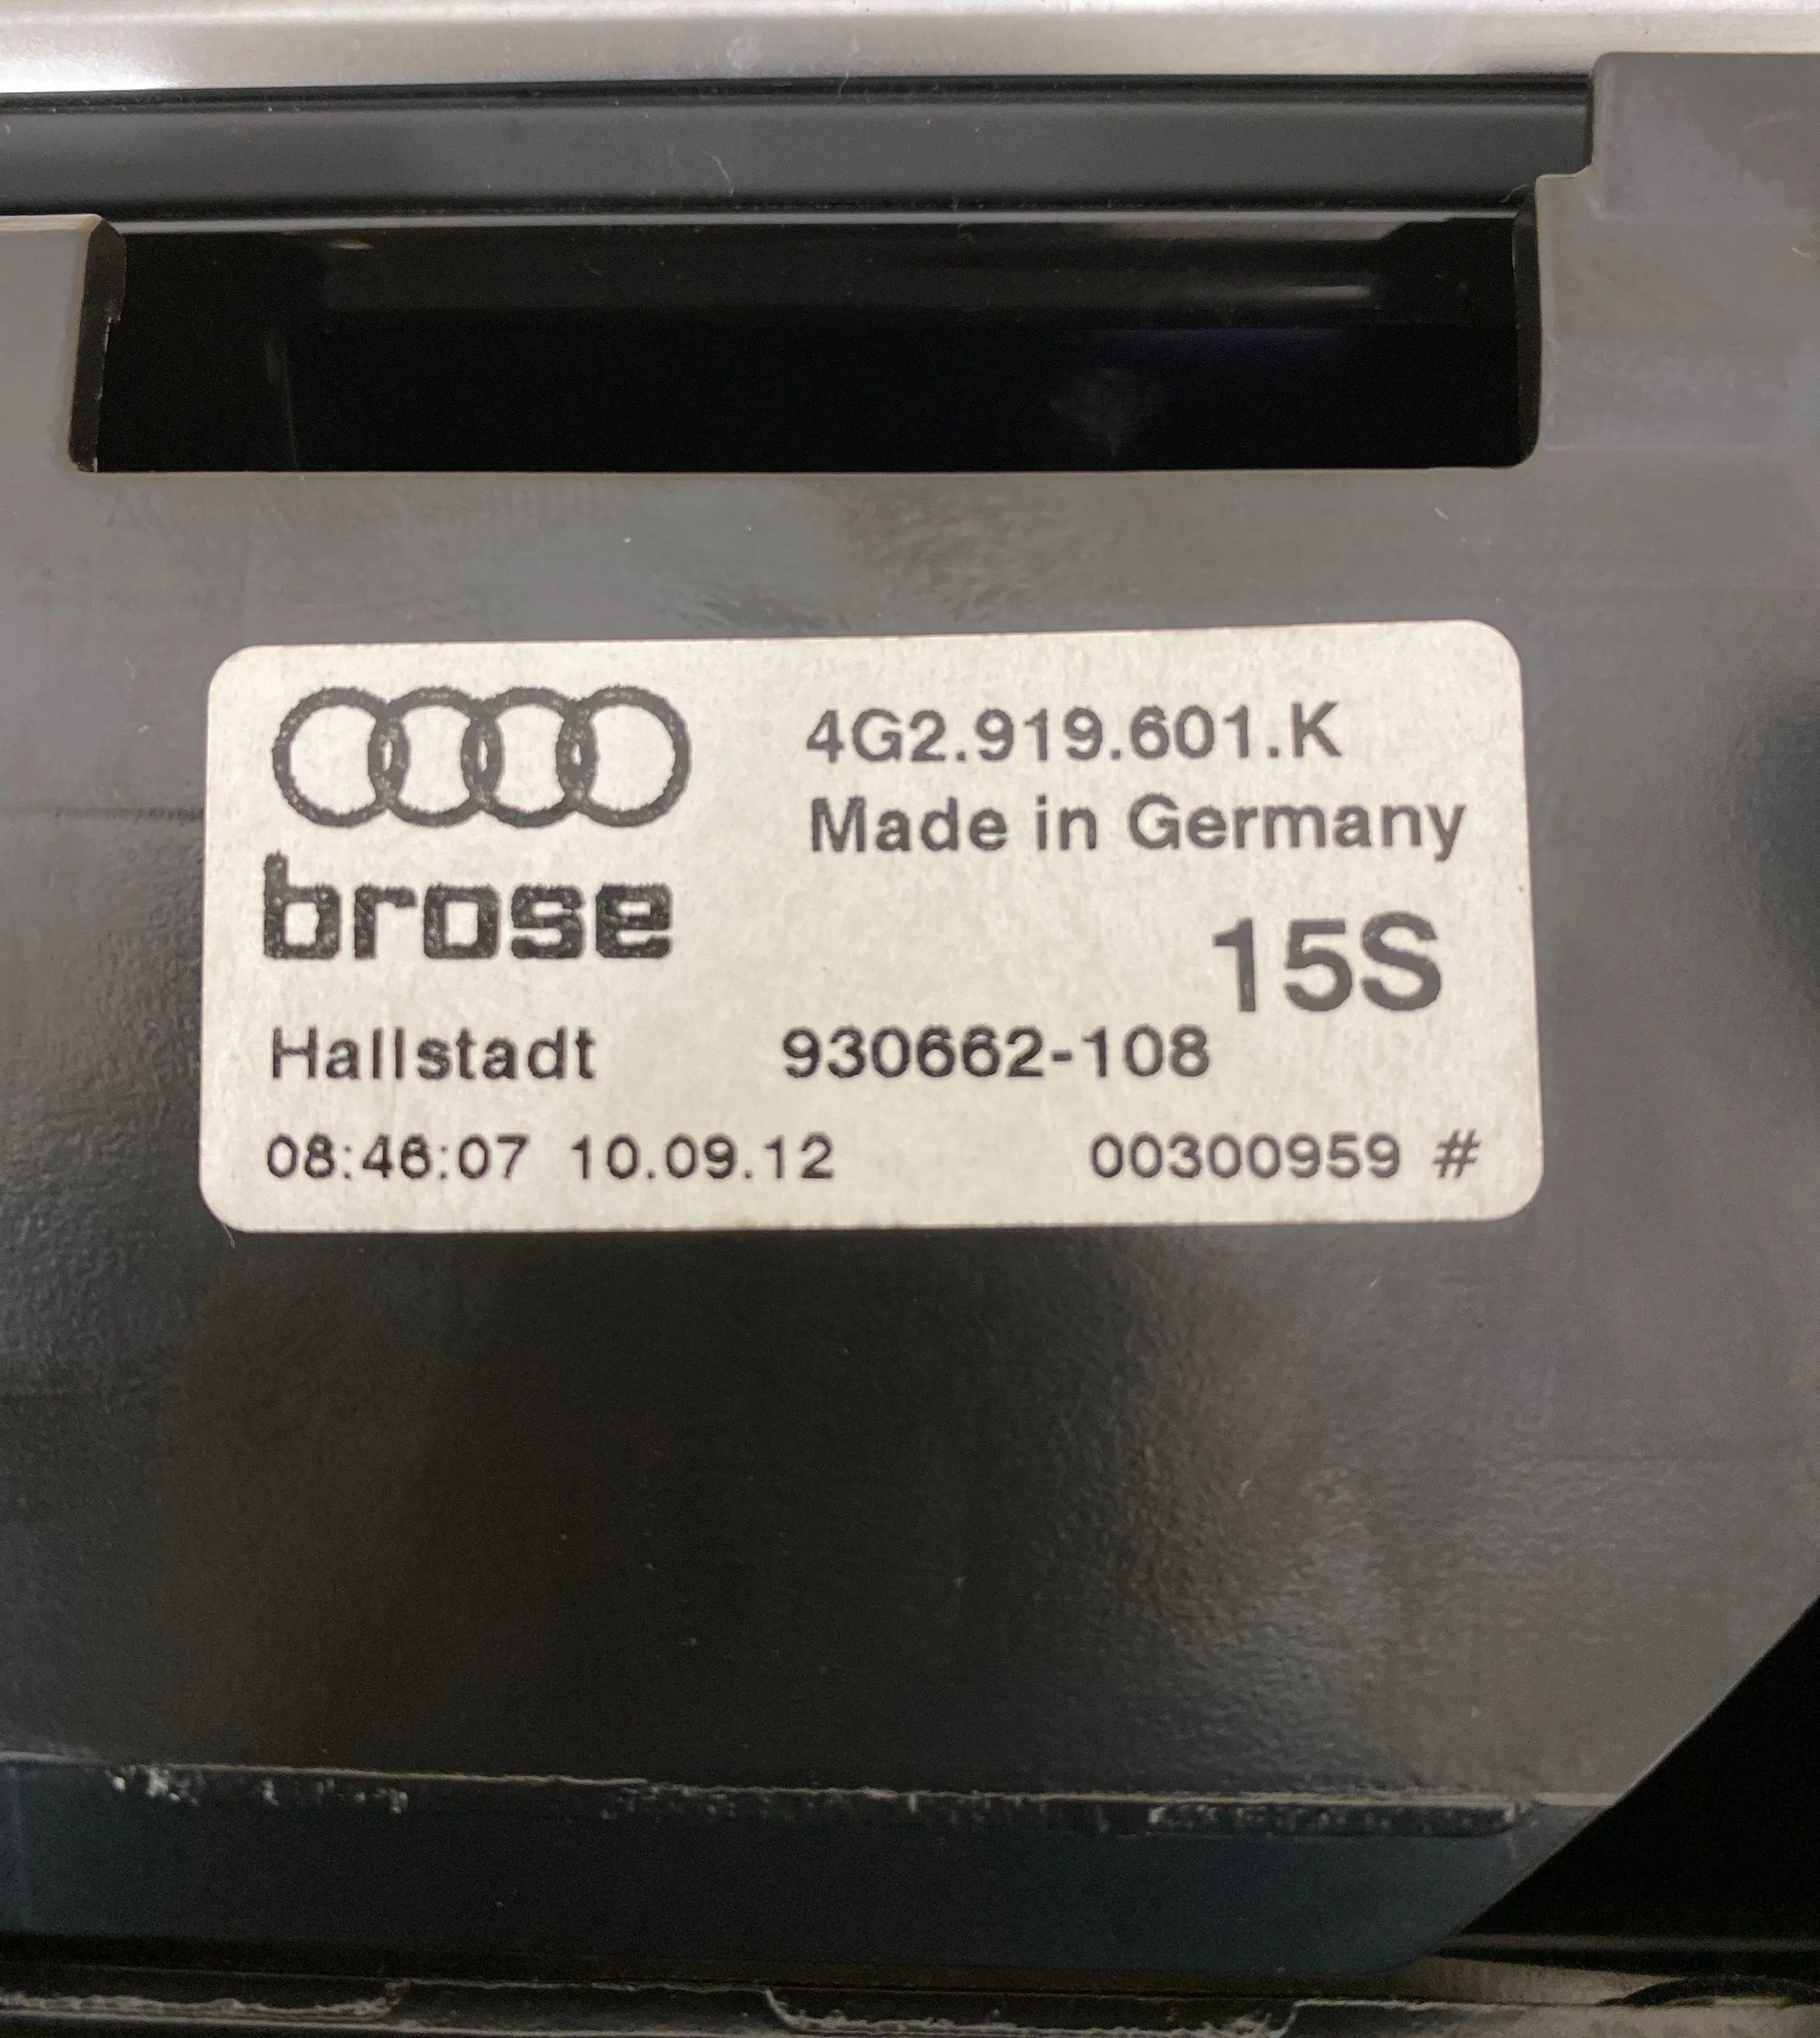 4G2.919.601.K
Made in Germany
brose
15S
Hallstadt 930662-108
08:46:07 10.09.12 00300959 #